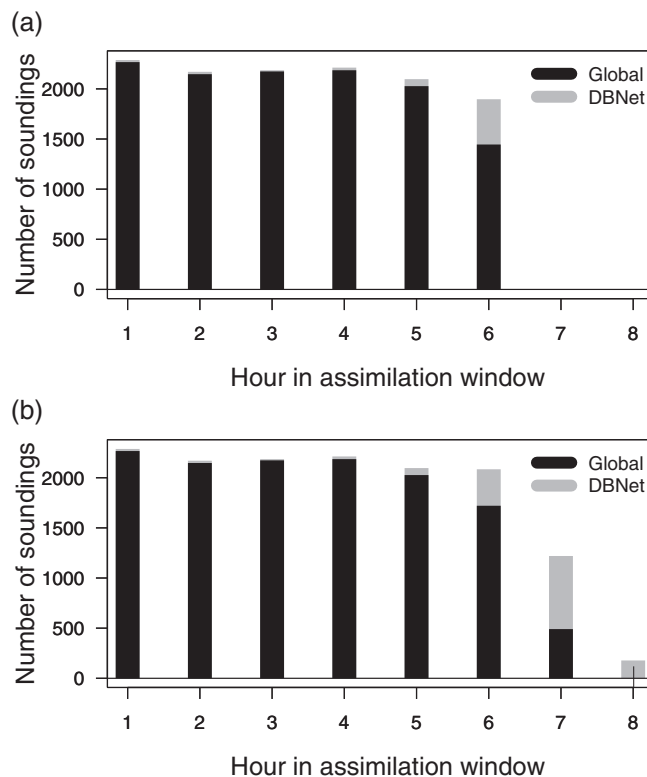 (a)
Number of soundings
2000
1500
1000
500
0
Global
DBNet
1 2 3 4 5 6 7 8
Hour in assimilation window
(b)
Number of soundings
2000
1500
1000
500
0
Global
DBNet
1 2 3 4 5 6 7 8
Hour in assimilation window